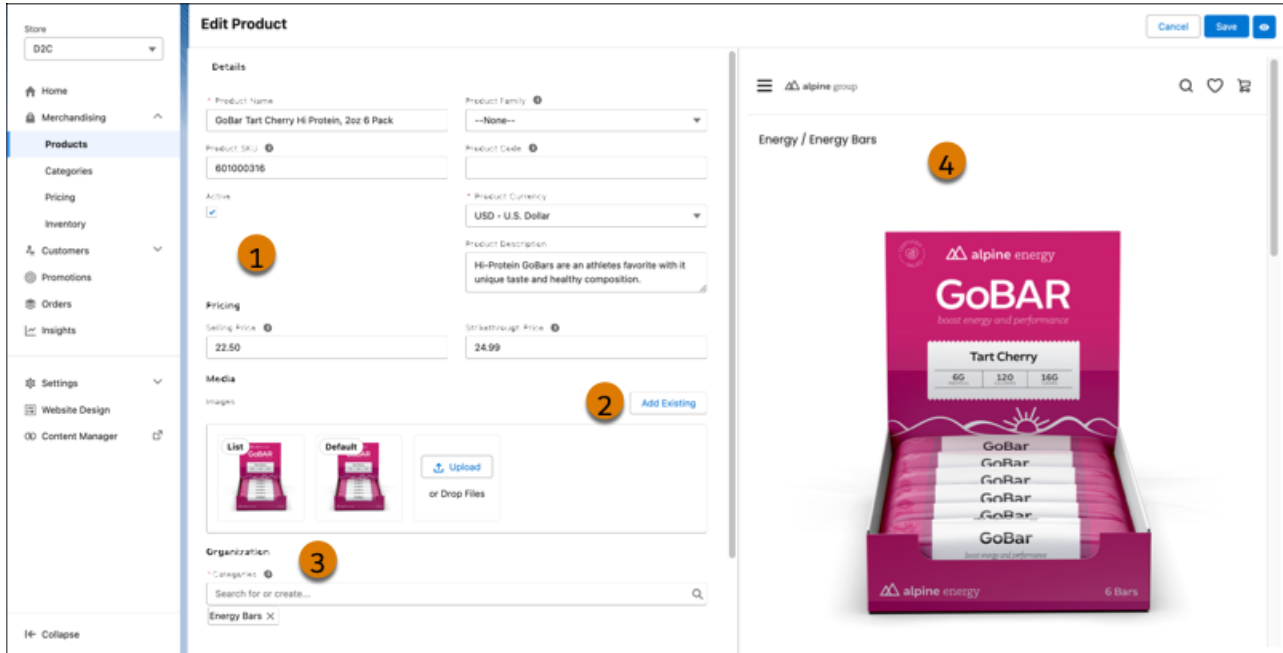 Store
D2C
Home
Merchandising
Products
Categories
Pricing
Inventory
Customers
Promotions
Orders
Insights
Settings
Website Design
Content Manager
Collapse
Edit Product
Cancel
Save
Details
* Product Name
GoBar Tart Cherry Hi Protein, 2oz 6 Pack
Product Family
--None--
Product SKU
601000316
Product Code
Active
* Product Currency
USD - U.S. Dollar
Product Description
Hi-Protein GoBars are an athletes favorite with it
unique taste and healthy composition.
1
Pricing
Selling Price
22.50
Strikethrough Price
24.99
Media
Images
2
Add Existing
List
GoBAR
Default
GoBAR
Upload
or Drop Files
Organization
3
*Categories
Search for or create...
Energy Bars
alpine group
Energy / Energy Bars
4
alpine energy
GoBAR
boost energy and performance
Tart Cherry
6G
120
16G
GoBar
GoBar
GoBar
GoBar
GoBar
GoBar
boost energy and performance
alpine energy
6 Bars